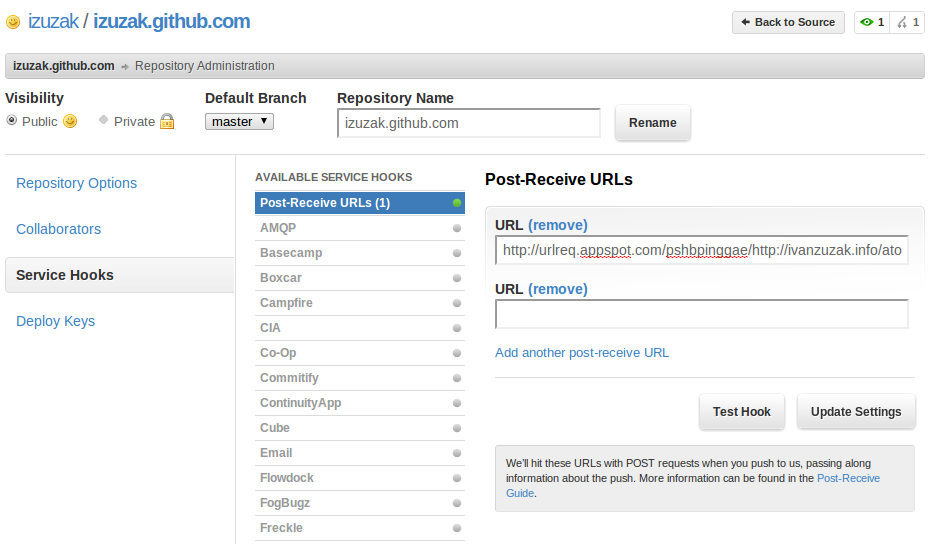 izuzak / izuzak.github.com
Back to Source
1
1
izuzak.github.com
Repository Administration
Visibility
Public
Private
Default Branch
master
Repository Name
izuzak.github.com
Rename
Repository Options
Collaborators
Service Hooks
Deploy Keys
AVAILABLE SERVICE HOOKS
Post-Receive URLs (1)
AMQP
Basecamp
Boxcar
Campfire
CIA
Co-Op
Commitify
ContinuityApp
Cube
Email
Flowdock
FogBugz
Freckle
Post-Receive URLs
URL (remove)
http://urlreq.appspot.com/pshbpinggae/http://ivanzuzak.info/ato
URL (remove)
Add another post-receive URL
Test Hook
Update Settings
We'll hit these URLs with POST requests when you push to us, passing along
information about the push. More information can be found in the Post-Receive
Guide.